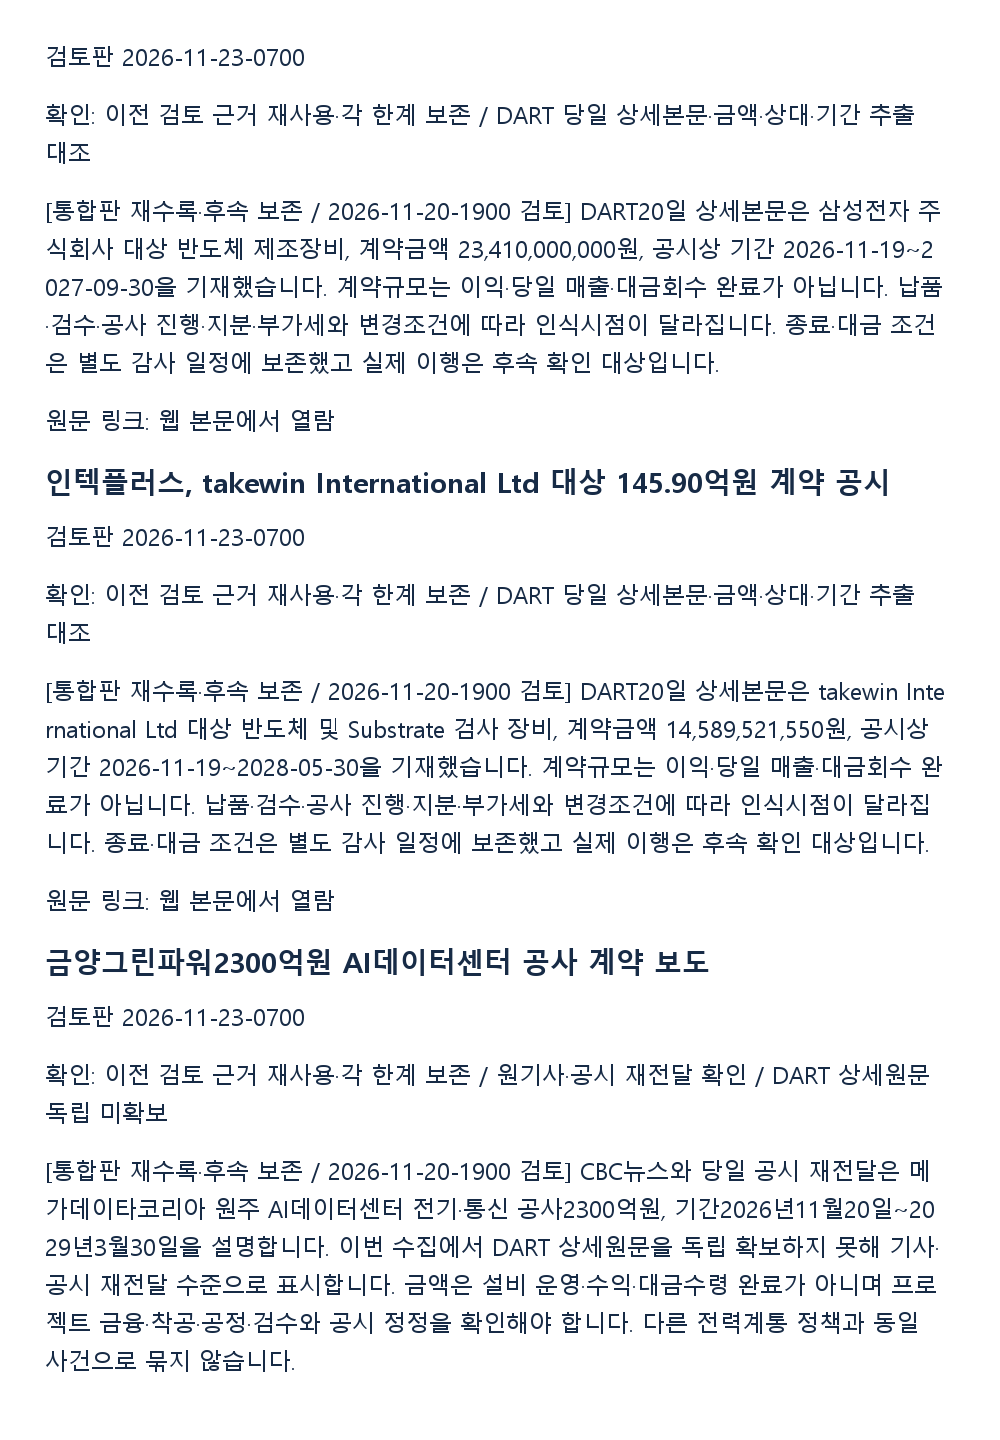 검토판 2026-11-23-0700
확인: 이전 검토 근거 재사용·각 한계 보존 / DART 당일 상세본문·금액·상대·기간 추출
대조
[통합판 재수록·후속 보존 / 2026-11-20-1900 검토] DART20일 상세본문은 삼성전자 주
식회사 대상 반도체 제조장비, 계약금액 23,410,000,000원, 공시상 기간 2026-11-19~2
027-09-30을 기재했습니다. 계약규모는 이익·당일 매출·대금회수 완료가 아닙니다. 납품
·검수·공사 진행·지분·부가세와 변경조건에 따라 인식시점이 달라집니다. 종료·대금 조건
은 별도 감사 일정에 보존했고 실제 이행은 후속 확인 대상입니다.
원문 링크: 웹 본문에서 열람
인텍플러스, takewin International Ltd 대상 145.90억원 계약 공시
검토판 2026-11-23-0700
확인: 이전 검토 근거 재사용·각 한계 보존 / DART 당일 상세본문·금액·상대·기간 추출
대조
[통합판 재수록·후속 보존 / 2026-11-20-1900 검토] DART20일 상세본문은 takewin Inte
rnational Ltd 대상 반도체 및 Substrate 검사 장비, 계약금액 14,589,521,550원, 공시상
기간 2026-11-19~2028-05-30을 기재했습니다. 계약규모는 이익·당일 매출·대금회수 완
료가 아닙니다. 납품·검수·공사 진행·지분·부가세와 변경조건에 따라 인식시점이 달라집
니다. 종료·대금 조건은 별도 감사 일정에 보존했고 실제 이행은 후속 확인 대상입니다.
원문 링크: 웹 본문에서 열람
금양그린파워2300억원 AI데이터센터 공사 계약 보도
검토판 2026-11-23-0700
확인: 이전 검토 근거 재사용·각 한계 보존 / 원기사·공시 재전달 확인 / DART 상세원문
독립 미확보
[통합판 재수록·후속 보존 / 2026-11-20-1900 검토] CBC뉴스와 당일 공시 재전달은 메
가데이타코리아 원주 AI데이터센터 전기·통신 공사2300억원, 기간2026년11월20일~20
29년3월30일을 설명합니다. 이번 수집에서 DART 상세원문을 독립 확보하지 못해 기사·
공시 재전달 수준으로 표시합니다. 금액은 설비 운영·수익·대금수령 완료가 아니며 프로
젝트 금융·착공·공정·검수와 공시 정정을 확인해야 합니다. 다른 전력계통 정책과 동일
사건으로 묶지 않습니다.